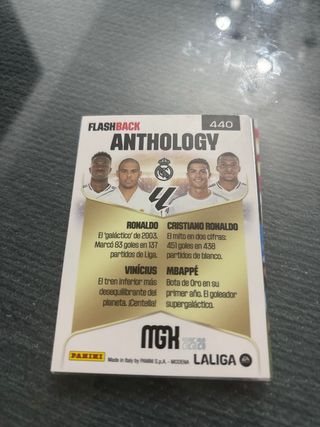 440
FLASHBACK
ANTHOLOGY
RONALDO
El 'galáctico' de 2003.
Marcó 83 goles en 137
partidos de Liga.
CRISTIANO RONALDO
El mito en dos cifras:
451 goles en 438
partidos de blanco.
VINÍCIUS
El tren inferior más
desequilibrante del
planeta. ¡Centella!
MBAPPÉ
Bota de Oro en su
primer año. El goleador
supergaláctico.
MGK
PANINI
Made in Italy by PANINI S.p.A. - MODENA
LALIGA
EA